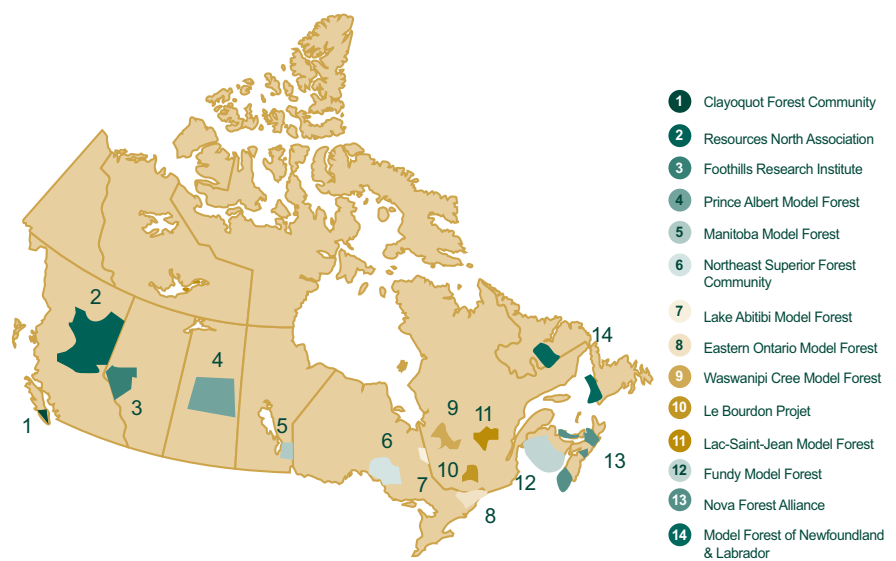 2
14
4
3
9
11
1
5
6
10
13
7
12
8
1 Clayoquot Forest Community
2 Resources North Association
3 Foothills Research Institute
4 Prince Albert Model Forest
5 Manitoba Model Forest
6 Northeast Superior Forest
Community
7 Lake Abitibi Model Forest
8 Eastern Ontario Model Forest
9 Waswanipi Cree Model Forest
10 Le Bourdon Projet
11 Lac-Saint-Jean Model Forest
12 Fundy Model Forest
13 Nova Forest Alliance
14 Model Forest of Newfoundland
& Labrador